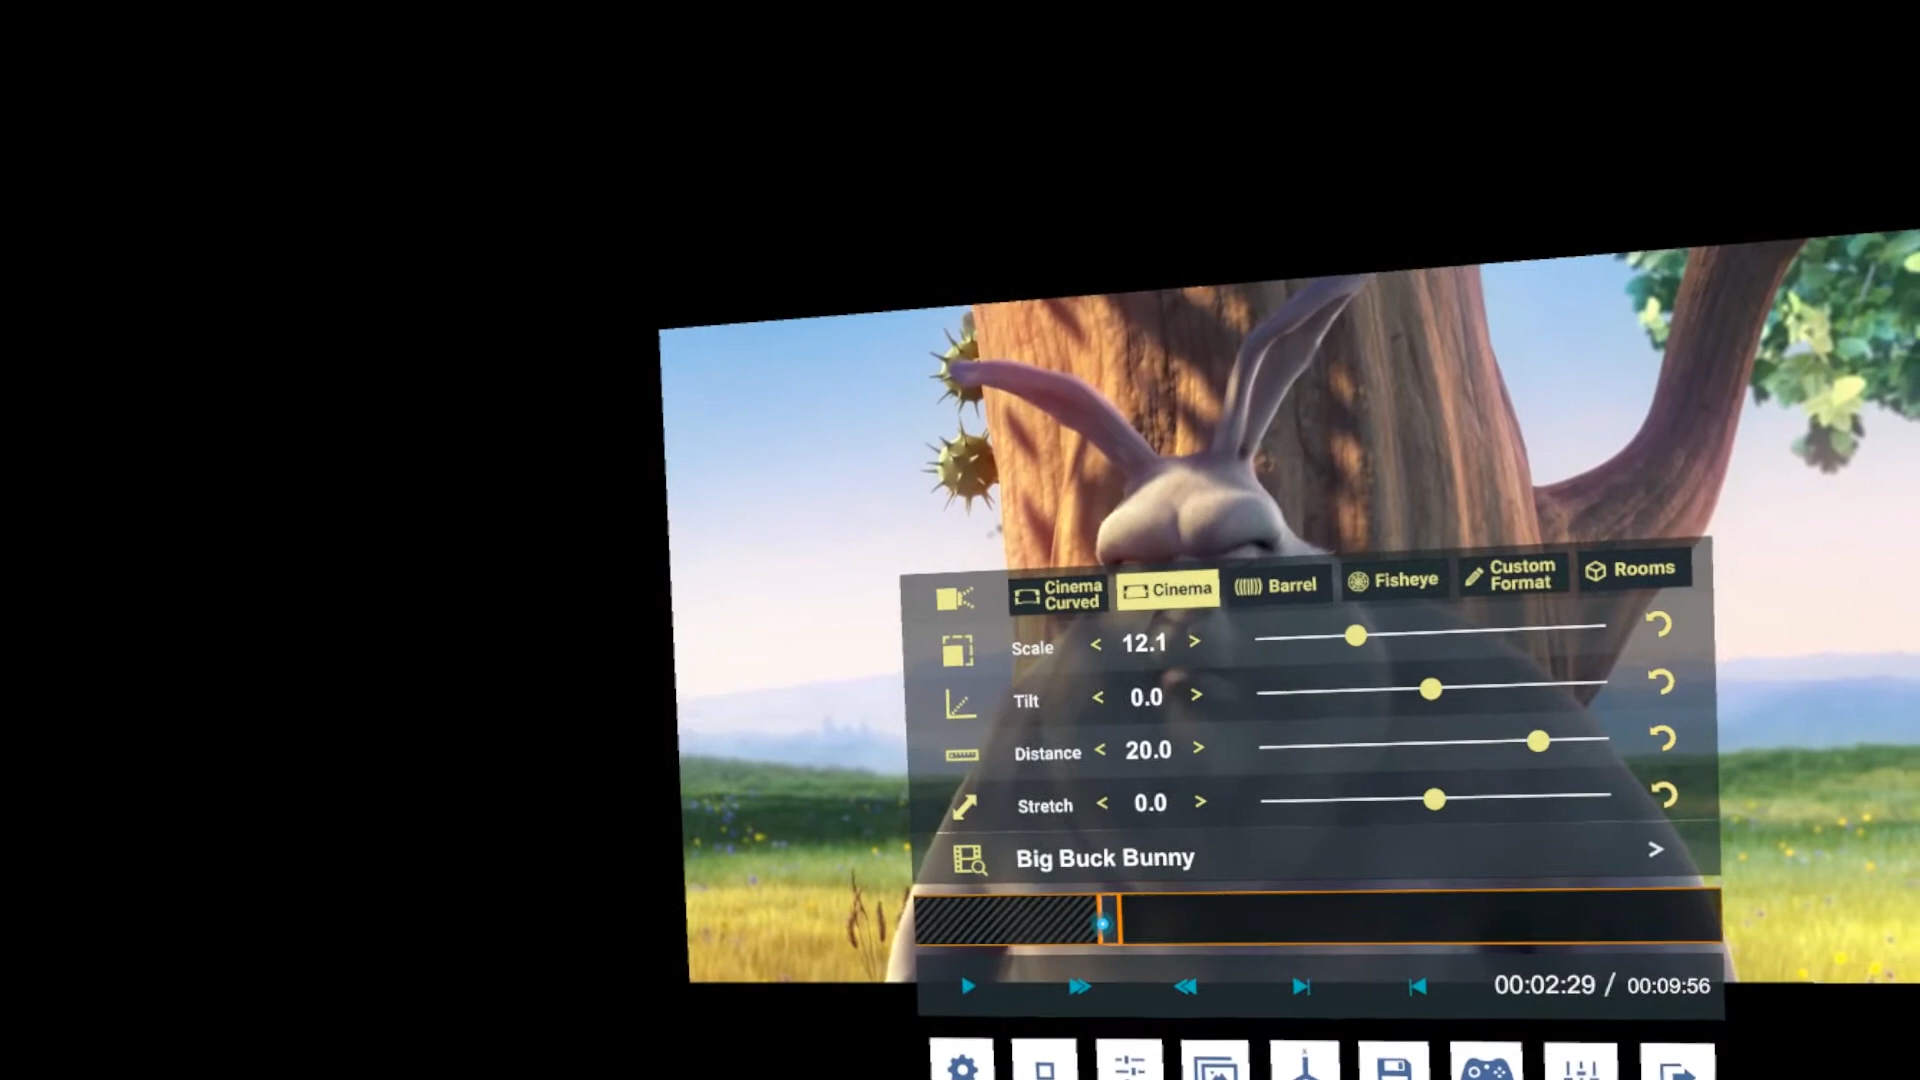 Cinema Curved
Cinema
Barrel
Fisheye
Custom Format
Rooms
Scale < 12.1 >
Tilt < 0.0 >
Distance < 20.0 >
Stretch < 0.0 >
Big Buck Bunny >
00:02:29 / 00:09:56